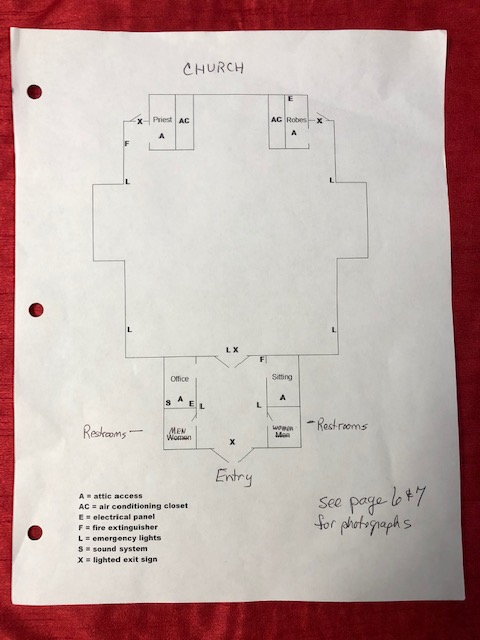 CHURCH
E
X Priest AC AC Robes X
A A
F
L L
L L
L X
F
Office Sitting
S A E L L A
MEN women
Restrooms - Women Men - Restrooms
X
Entry
A = attic access
AC = air conditioning closet
E = electrical panel
F = fire extinguisher
L = emergency lights
S = sound system
X = lighted exit sign
see page 6 & 7
for photographs